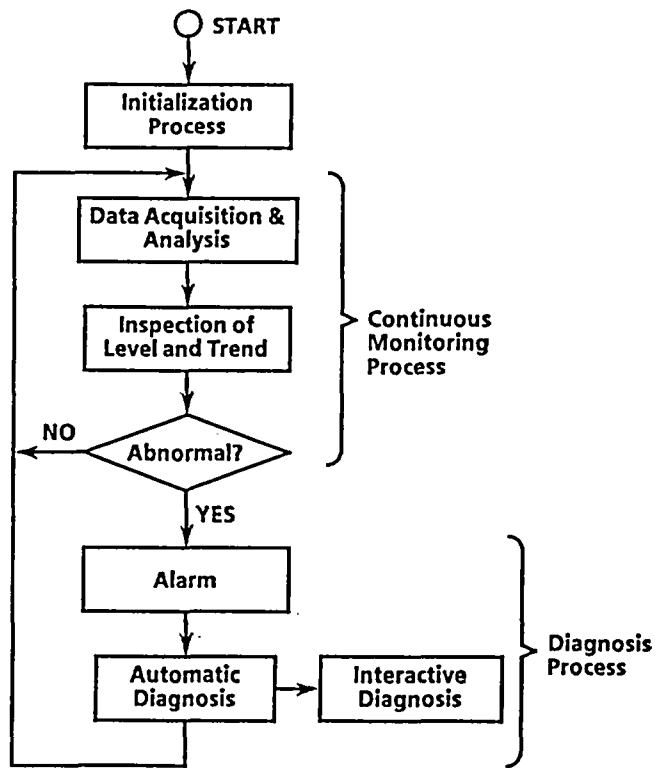 START
Initialization
Process
Data Acquisition &
Analysis
Inspection of
Level and Trend
Continuous
Monitoring
Process
NO
Abnormal?
YES
Alarm
Automatic
Diagnosis
Interactive
Diagnosis
Diagnosis
Process